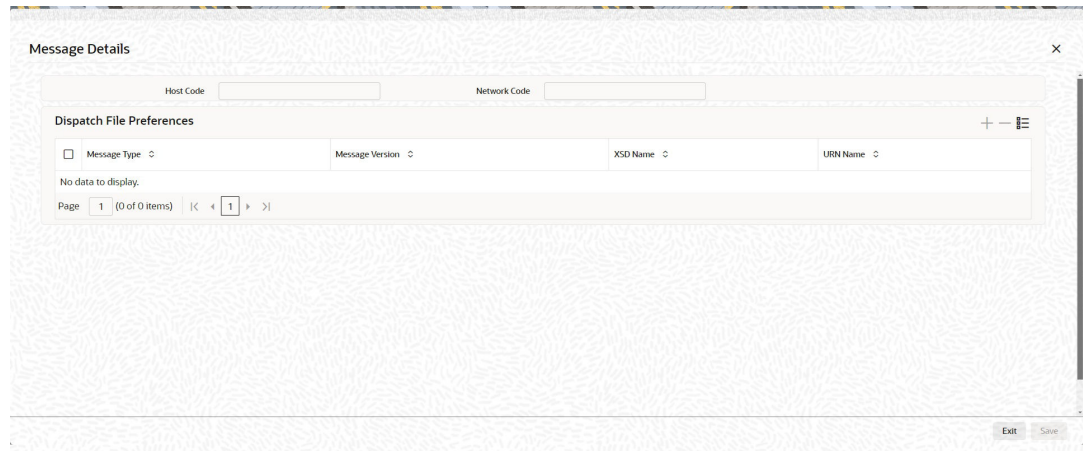 Message Details
Host Code Network Code
Dispatch File Preferences
Message Type Message Version XSD Name URN Name
No data to display.
Page 1 (0 of 0 items) 1
Exit Save